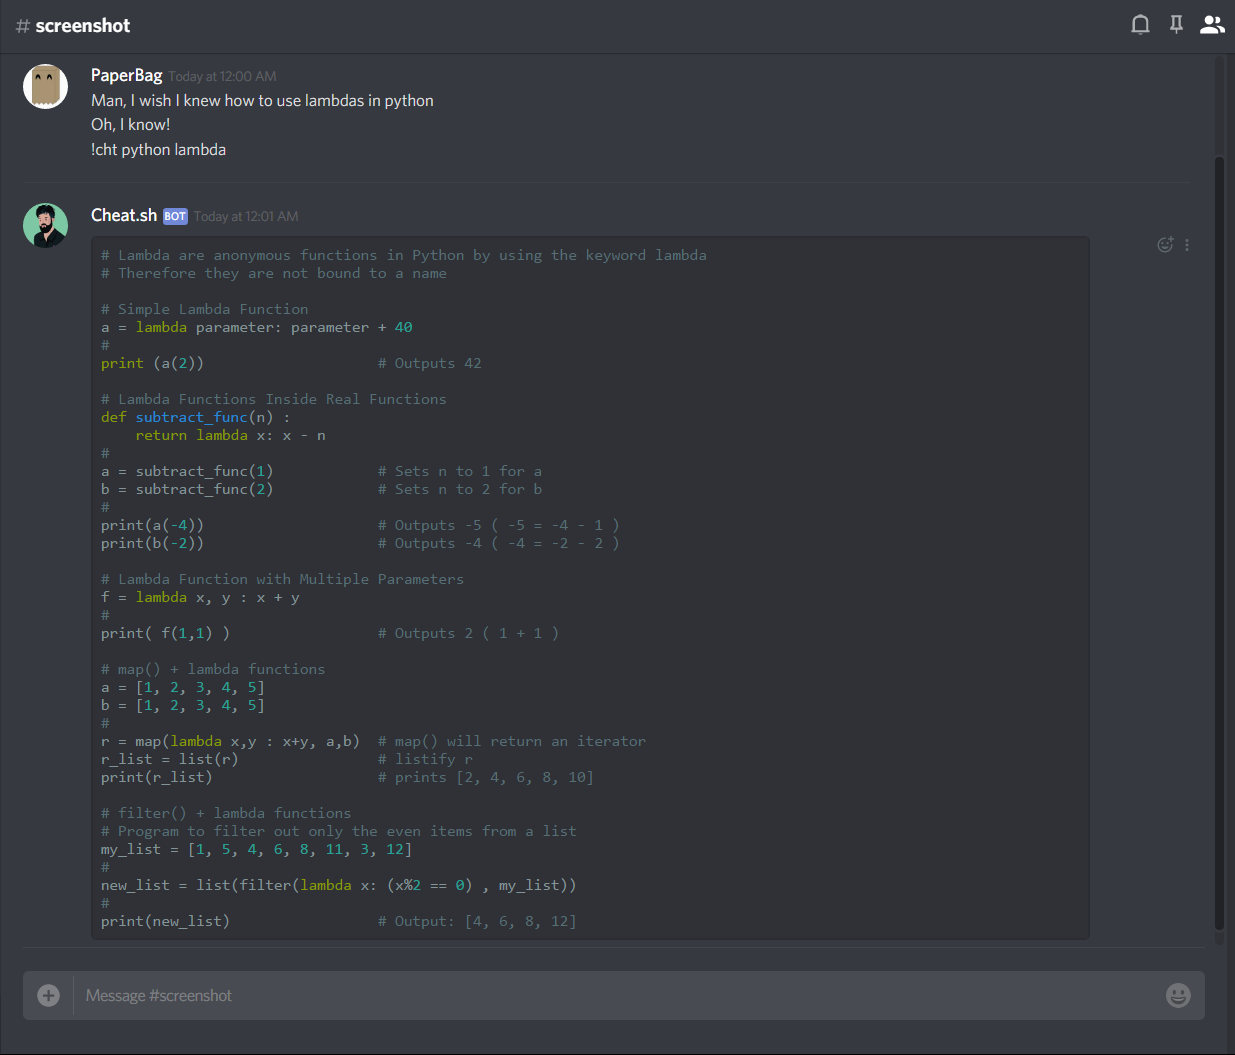 # screenshot
PaperBag Today at 12:00 AM
Man, I wish I knew how to use lambdas in python
Oh, I know!
!cht python lambda
Cheat.sh BOT Today at 12:01 AM
# Lambda are anonymous functions in Python by using the keyword lambda
# Therefore they are not bound to a name
# Simple Lambda Function
a = lambda parameter: parameter + 40
#
print (a(2))                    # Outputs 42
# Lambda Functions Inside Real Functions
def subtract_func(n) :
    return lambda x: x - n
#
a = subtract_func(1)            # Sets n to 1 for a
b = subtract_func(2)            # Sets n to 2 for b
#
print(a(-4))                    # Outputs -5 ( -5 = -4 - 1 )
print(b(-2))                    # Outputs -4 ( -4 = -2 - 2 )
# Lambda Function with Multiple Parameters
f = lambda x, y : x + y
#
print( f(1,1) )                 # Outputs 2 ( 1 + 1 )
# map() + lambda functions
a = [1, 2, 3, 4, 5]
b = [1, 2, 3, 4, 5]
#
r = map(lambda x,y : x+y, a,b)  # map() will return an iterator
r_list = list(r)                # listify r
print(r_list)                   # prints [2, 4, 6, 8, 10]
# filter() + lambda functions
# Program to filter out only the even items from a list
my_list = [1, 5, 4, 6, 8, 11, 3, 12]
#
new_list = list(filter(lambda x: (x%2 == 0) , my_list))
#
print(new_list)                 # Output: [4, 6, 8, 12]
Message #screenshot